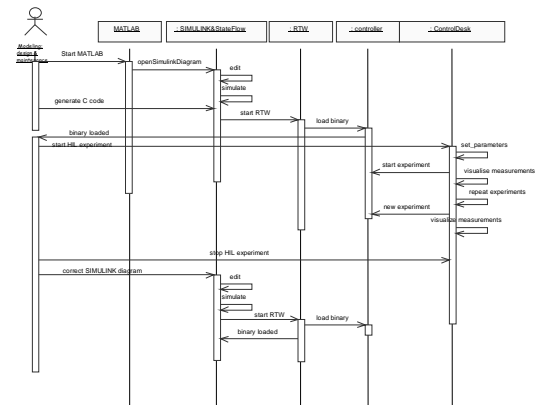 MATLAB
: SIMULINK&StateFlow
: RTW
: controller
: ControlDesk
Modeling,
design &
maintenance
Start MATLAB
openSimulinkDiagram
edit
simulate
generate C code
start RTW
load binary
binary loaded
start HIL experiment
set_parameters
start experiment
visualise measurements
repeat experiments
new experiment
visualize measurements
stop HIL experiment
correct SIMULINK diagram
edit
simulate
start RTW
load binary
binary loaded